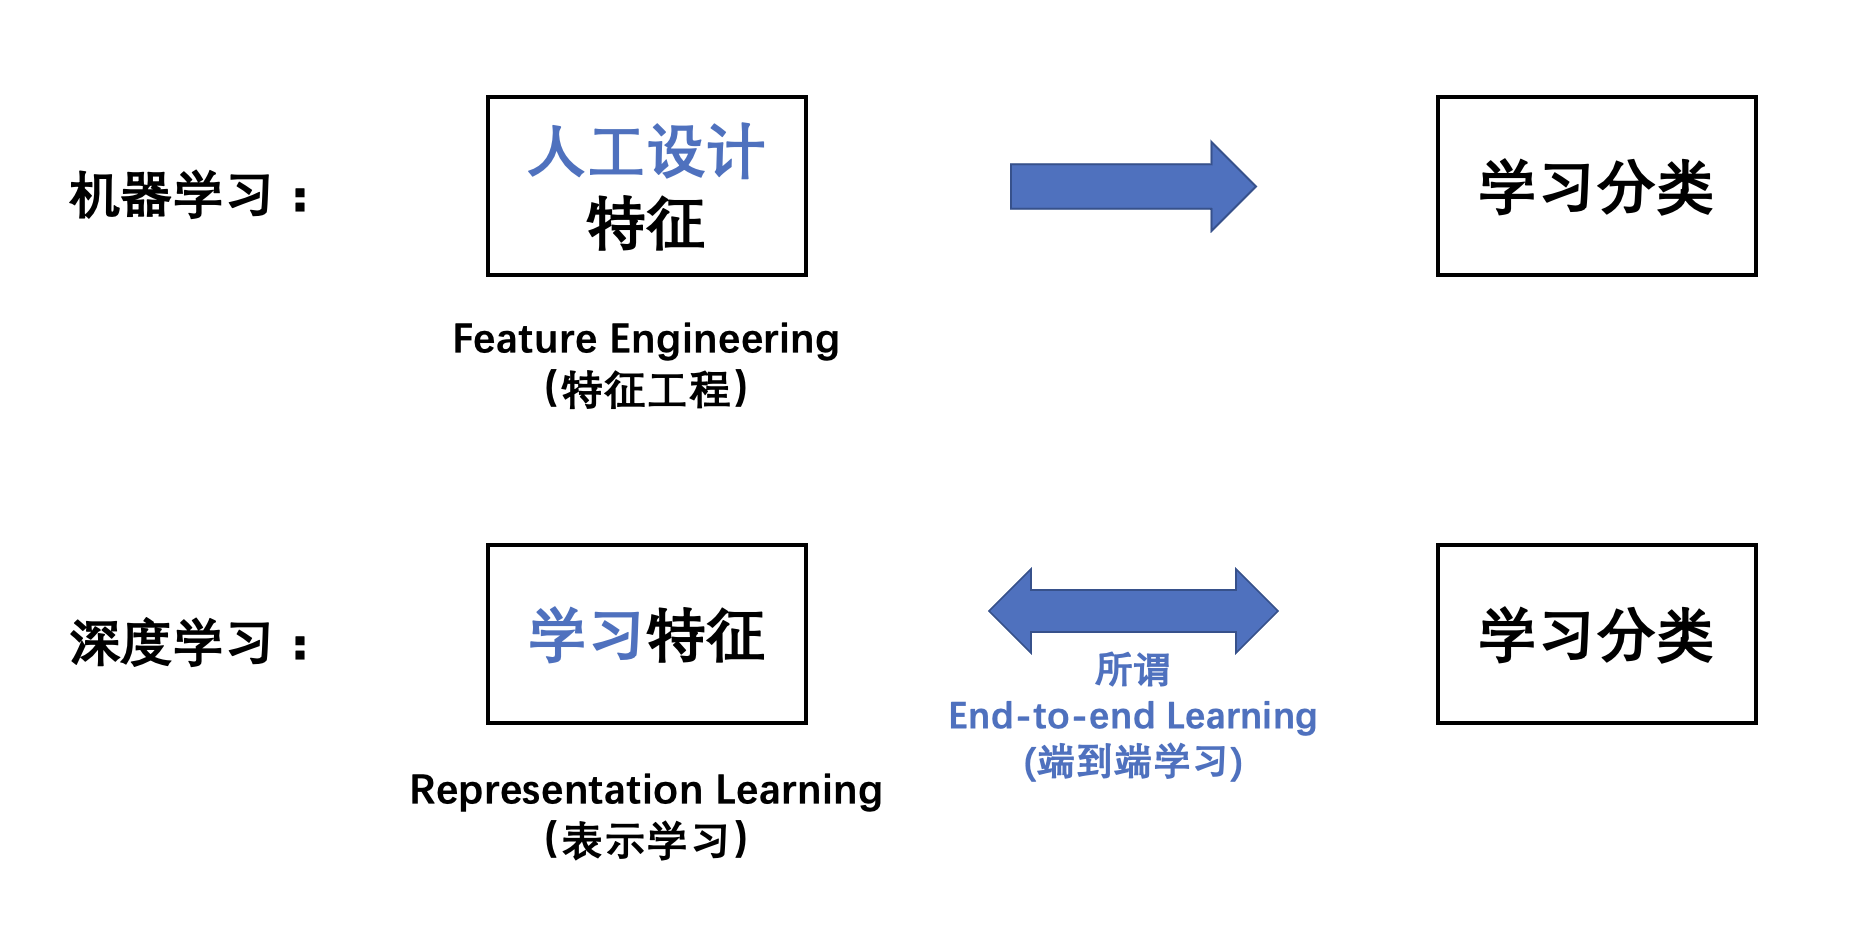 机器学习：
人工设计
特征
学习分类
Feature Engineering
(特征工程)
深度学习：
学习特征
所谓
End-to-end Learning
(端到端学习)
学习分类
Representation Learning
(表示学习)